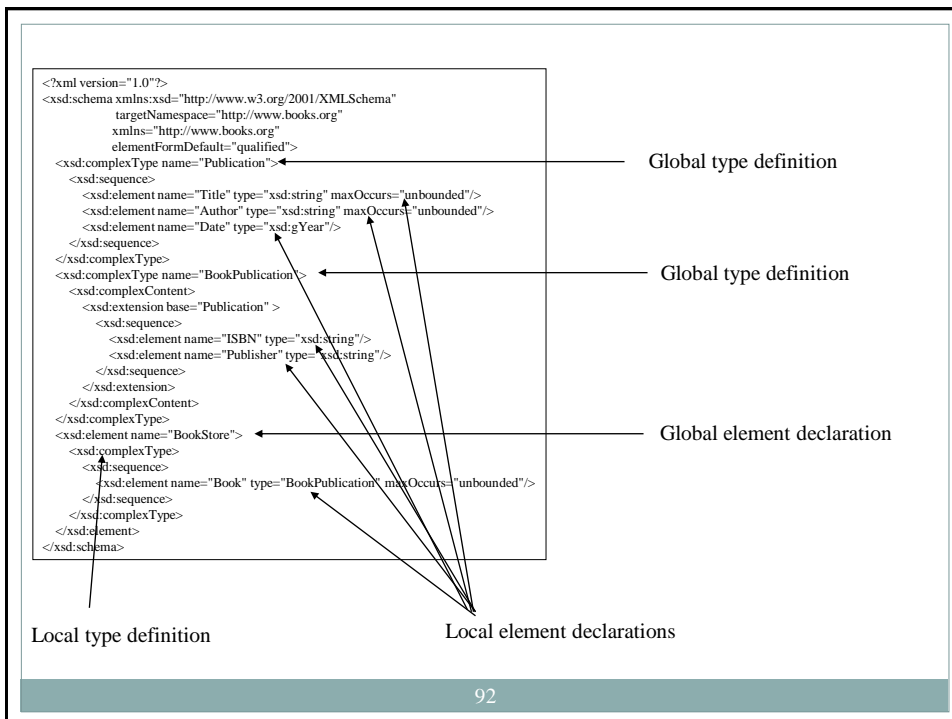 <?xml version="1.0"?>
<xsd:schema xmlns:xsd="http://www.w3.org/2001/XMLSchema"
targetNamespace="http://www.books.org"
xmlns="http://www.books.org"
elementFormDefault="qualified">
<xsd:complexType name="Publication">
<xsd:sequence>
<xsd:element name="Title" type="xsd:string" maxOccurs="unbounded"/>
<xsd:element name="Author" type="xsd:string" maxOccurs="unbounded"/>
<xsd:element name="Date" type="xsd:gYear"/>
</xsd:sequence>
</xsd:complexType>
<xsd:complexType name="BookPublication">
<xsd:complexContent>
<xsd:extension base="Publication" >
<xsd:sequence>
<xsd:element name="ISBN" type="xsd:string"/>
<xsd:element name="Publisher" type="xsd:string"/>
</xsd:sequence>
</xsd:extension>
</xsd:complexContent>
</xsd:complexType>
<xsd:element name="BookStore">
<xsd:complexType>
<xsd:sequence>
<xsd:element name="Book" type="BookPublication" maxOccurs="unbounded"/>
</xsd:sequence>
</xsd:complexType>
</xsd:element>
</xsd:schema>
Global type definition
Global type definition
Global element declaration
Local type definition
Local element declarations
92